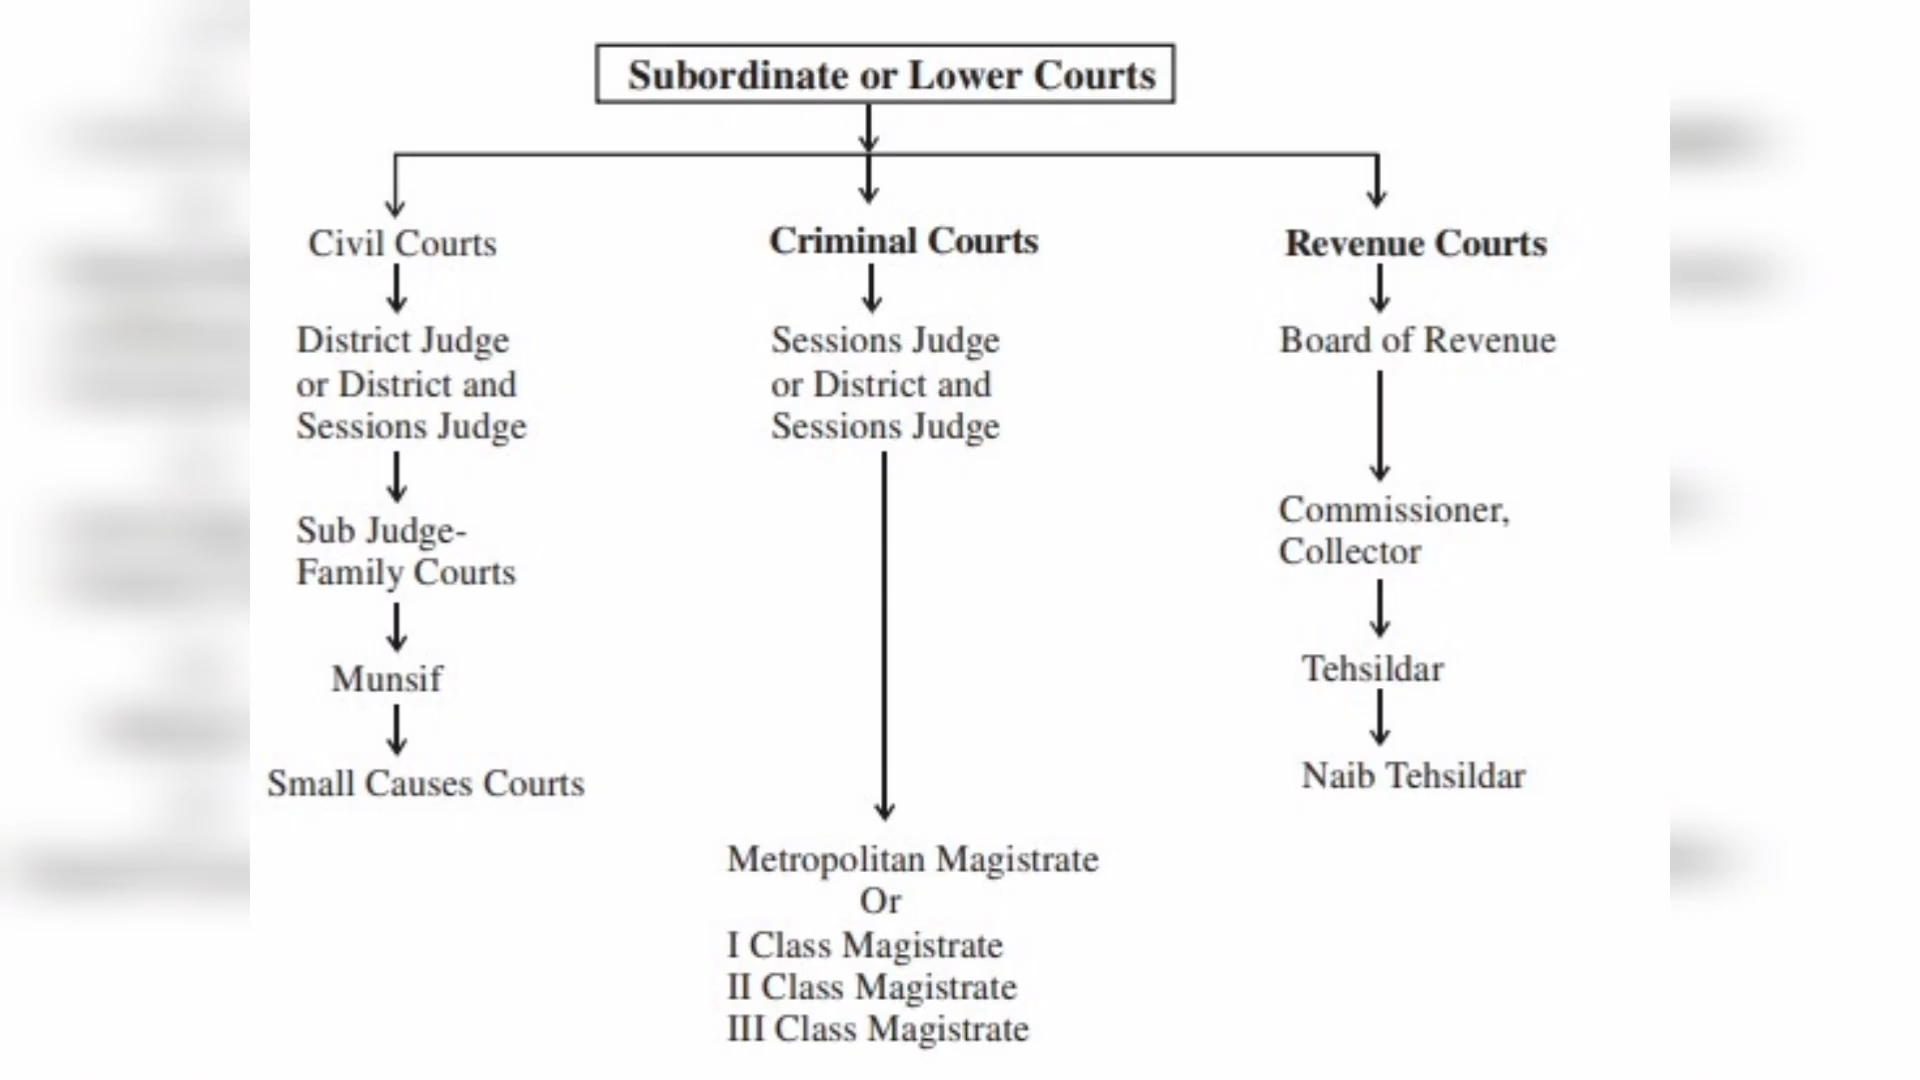 Subordinate or Lower Courts
Civil Courts
District Judge
or District and
Sessions Judge
Sub Judge-
Family Courts
Munsif
Small Causes Courts
Criminal Courts
Sessions Judge
or District and
Sessions Judge
Metropolitan Magistrate
Or
I Class Magistrate
II Class Magistrate
III Class Magistrate
Revenue Courts
Board of Revenue
Commissioner,
Collector
Tehsildar
Naib Tehsildar